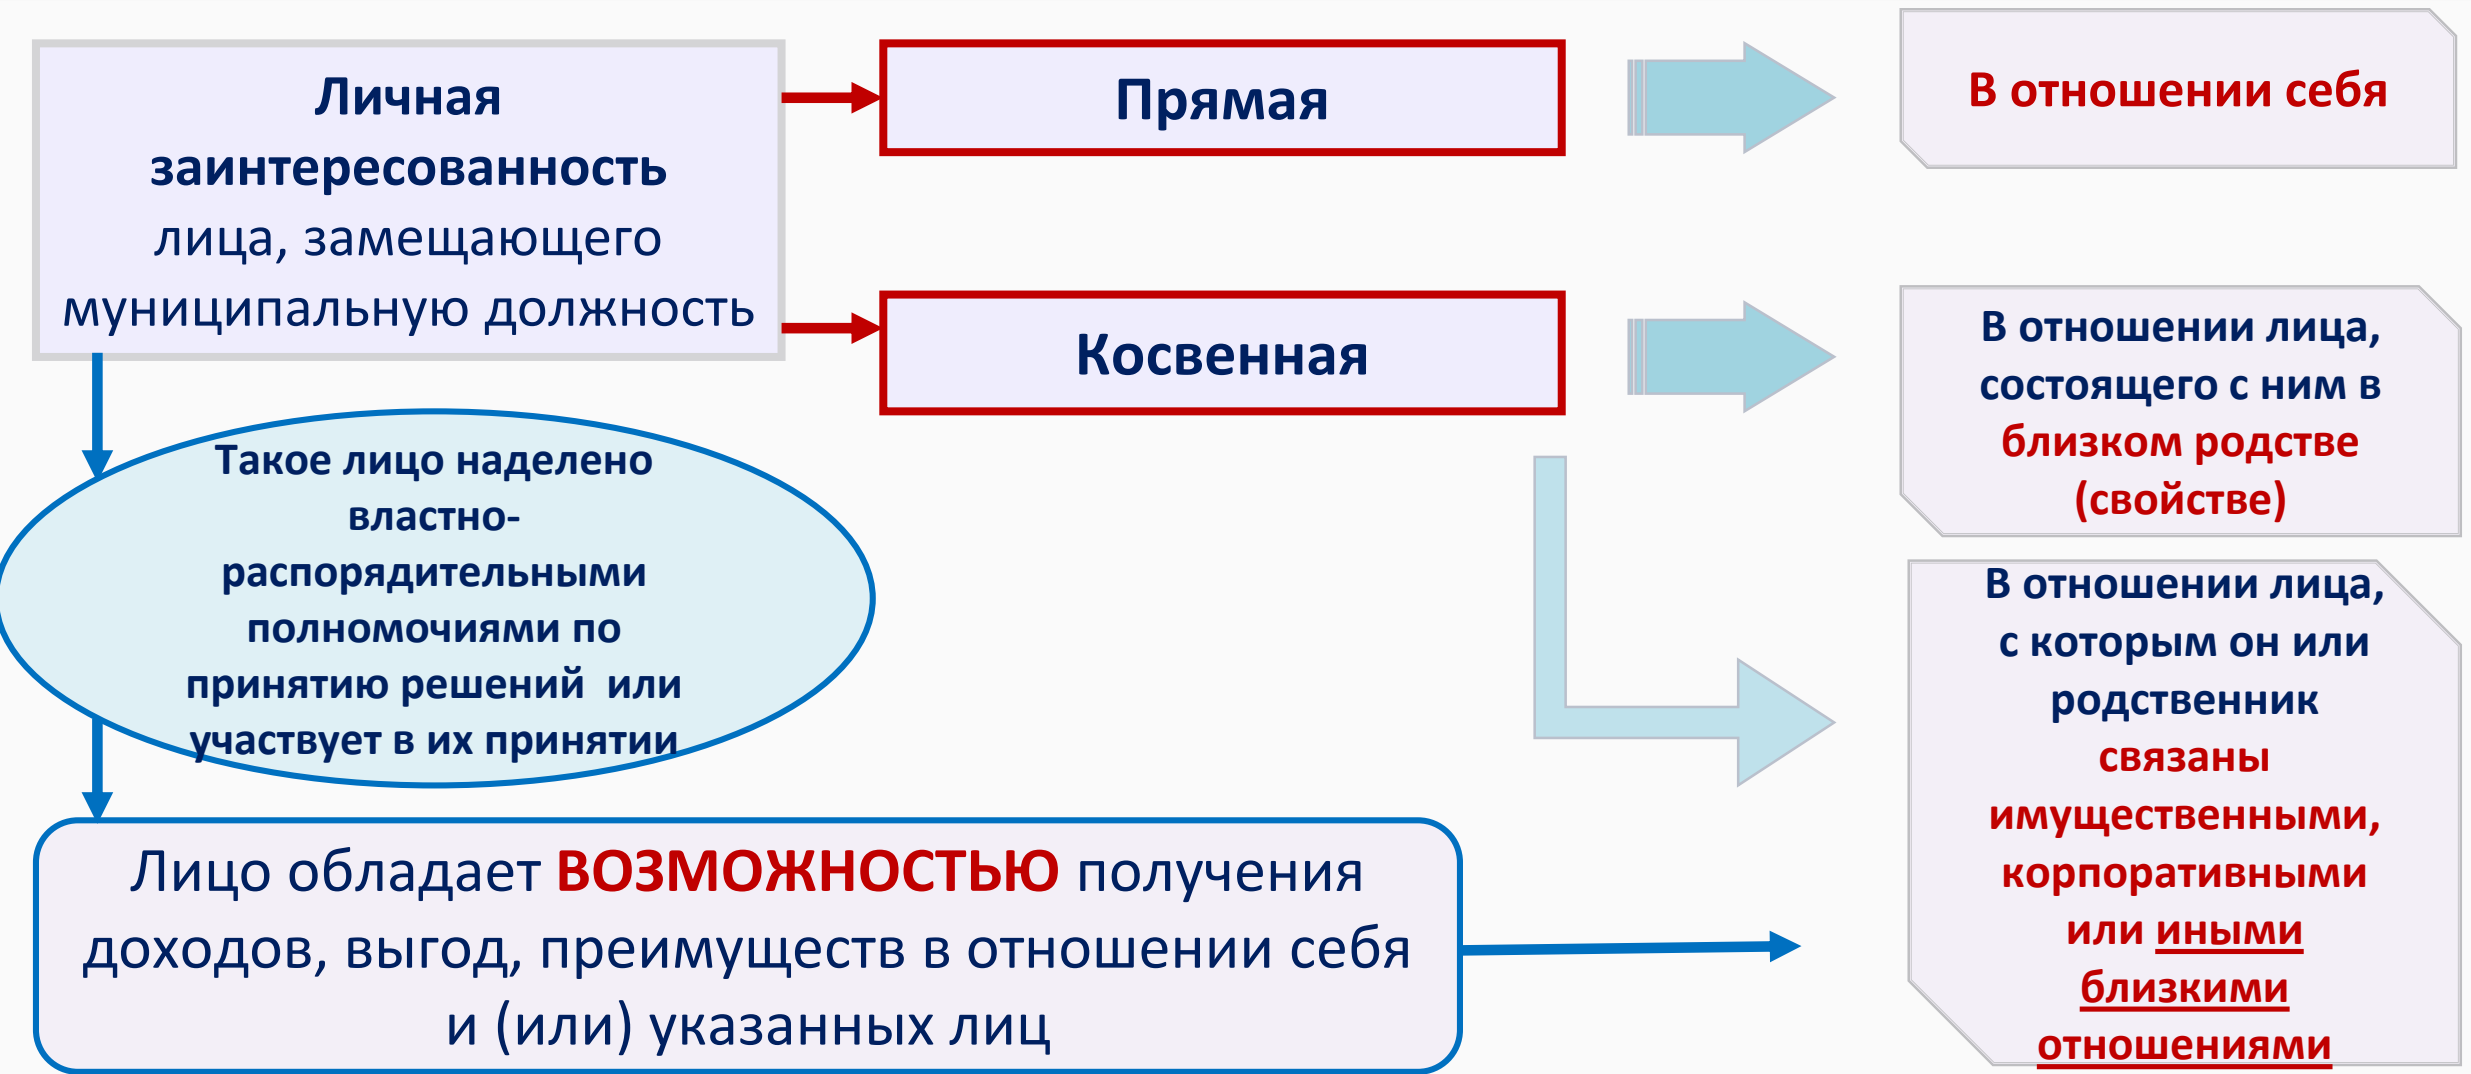 Личная
заинтересованность
лица, замещающего
муниципальную должность
Прямая
В отношении себя
Косвенная
В отношении лица,
состоящего с ним в
близком родстве
(свойстве)
Такое лицо наделено
властно-
распорядительными
полномочиями по
принятию решений или
участвует в их принятии
В отношении лица,
с которым он или
родственник
связаны
имущественными,
корпоративными
или иными
близкими
отношениями
Лицо обладает ВОЗМОЖНОСТЬЮ получения
доходов, выгод, преимуществ в отношении себя
и (или) указанных лиц